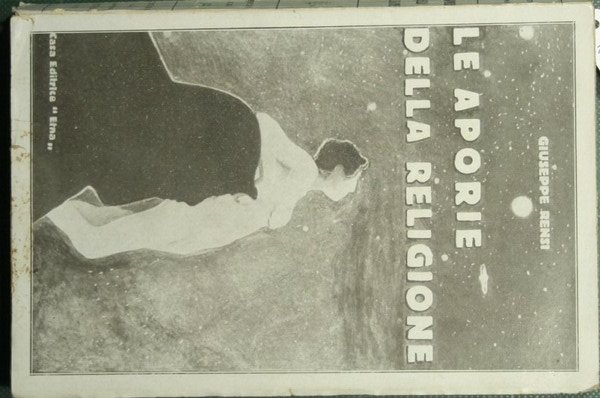 GIUSEPPE RENSI
LE APORIE
DELLA RELIGIONE
Casa Editrice "Etna"